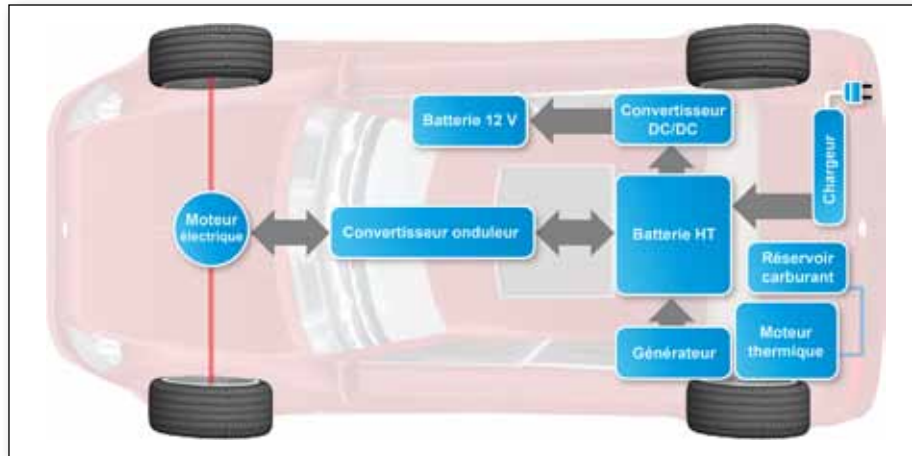 Batterie 12 V
Convertisseur
DC/DC
Chargeur
Moteur
électrique
Convertisseur onduleur
Batterie HT
Réservoir
carburant
Générateur
Moteur
thermique